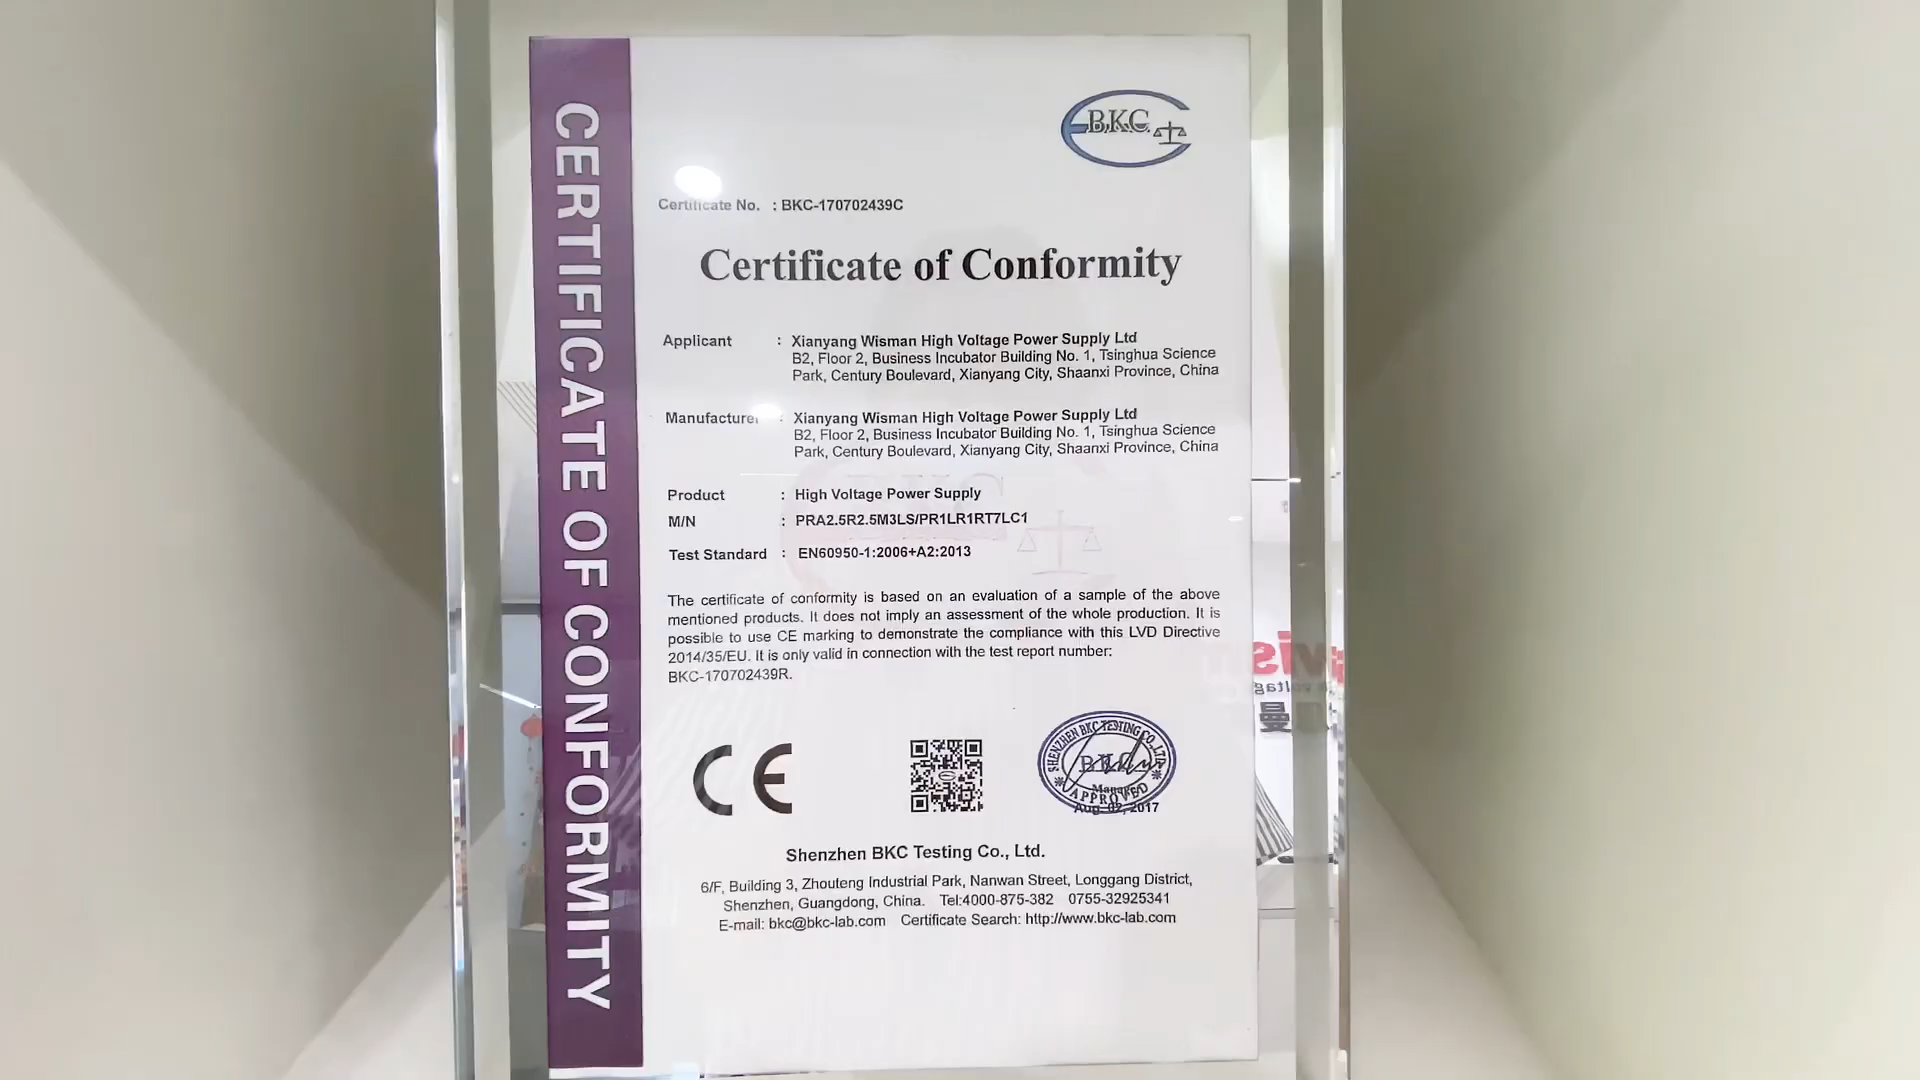 CERTIFICATE OF CONFORMITY
BKC
Certificate No. : BKC-170702439C
Certificate of Conformity
Applicant : Xianyang Wisman High Voltage Power Supply Ltd
B2, Floor 2, Business Incubator Building No. 1, Tsinghua Science
Park, Century Boulevard, Xianyang City, Shaanxi Province, China
Manufacturer : Xianyang Wisman High Voltage Power Supply Ltd
B2, Floor 2, Business Incubator Building No. 1, Tsinghua Science
Park, Century Boulevard, Xianyang City, Shaanxi Province, China
Product : High Voltage Power Supply
M/N : PRA2.5R2.5M3LS/PR1LR1RT7LC1
Test Standard : EN60950-1:2006+A2:2013
The certificate of conformity is based on an evaluation of a sample of the above
mentioned products. It does not imply an assessment of the whole production. It is
possible to use CE marking to demonstrate the compliance with this LVD Directive
2014/35/EU. It is only valid in connection with the test report number:
BKC-170702439R.
CE
SHENZHEN BKC TESTING CO., LTD
BKC
Manager
APPROVED
Aug. 02, 2017
Shenzhen BKC Testing Co., Ltd.
6/F, Building 3, Zhouteng Industrial Park, Nanwan Street, Longgang District,
Shenzhen, Guangdong, China. Tel:4000-875-382 0755-32925341
E-mail: bkc@bkc-lab.com Certificate Search: http://www.bkc-lab.com